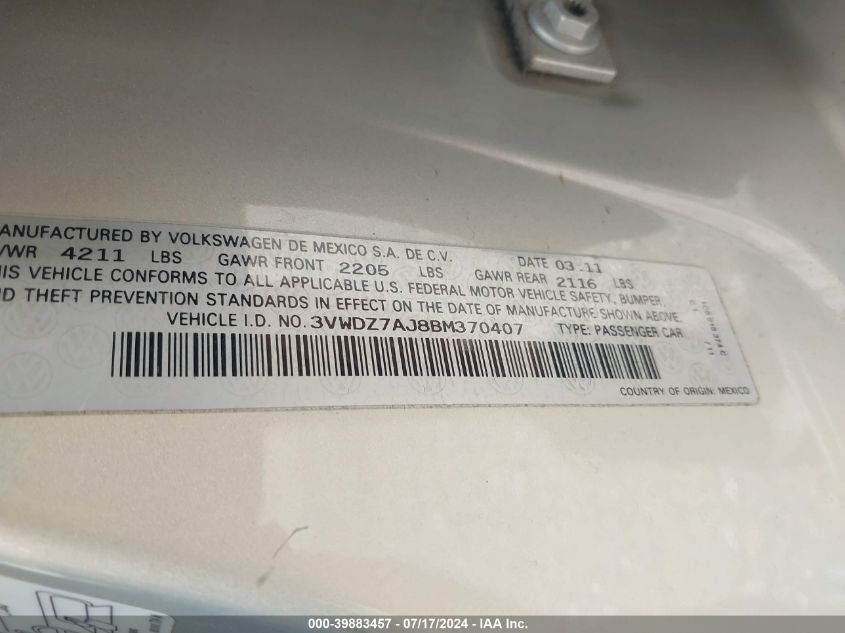 ANUFACTURED BY VOLKSWAGEN DE MEXICO S.A. DE C.V. DATE 03.11
VWR 4211 LBS GAWR FRONT 2205 LBS GAWR REAR 2116 LBS
HIS VEHICLE CONFORMS TO ALL APPLICABLE U.S. FEDERAL MOTOR VEHICLE SAFETY, BUMPER,
ND THEFT PREVENTION STANDARDS IN EFFECT ON THE DATE OF MANUFACTURE SHOWN ABOVE.
VEHICLE I.D. NO. 3VWDZ7AJ8BM370407 TYPE: PASSENGER CAR
COUNTRY OF ORIGIN: MEXICO
000-39883457 - 07/17/2024 - IAA Inc.